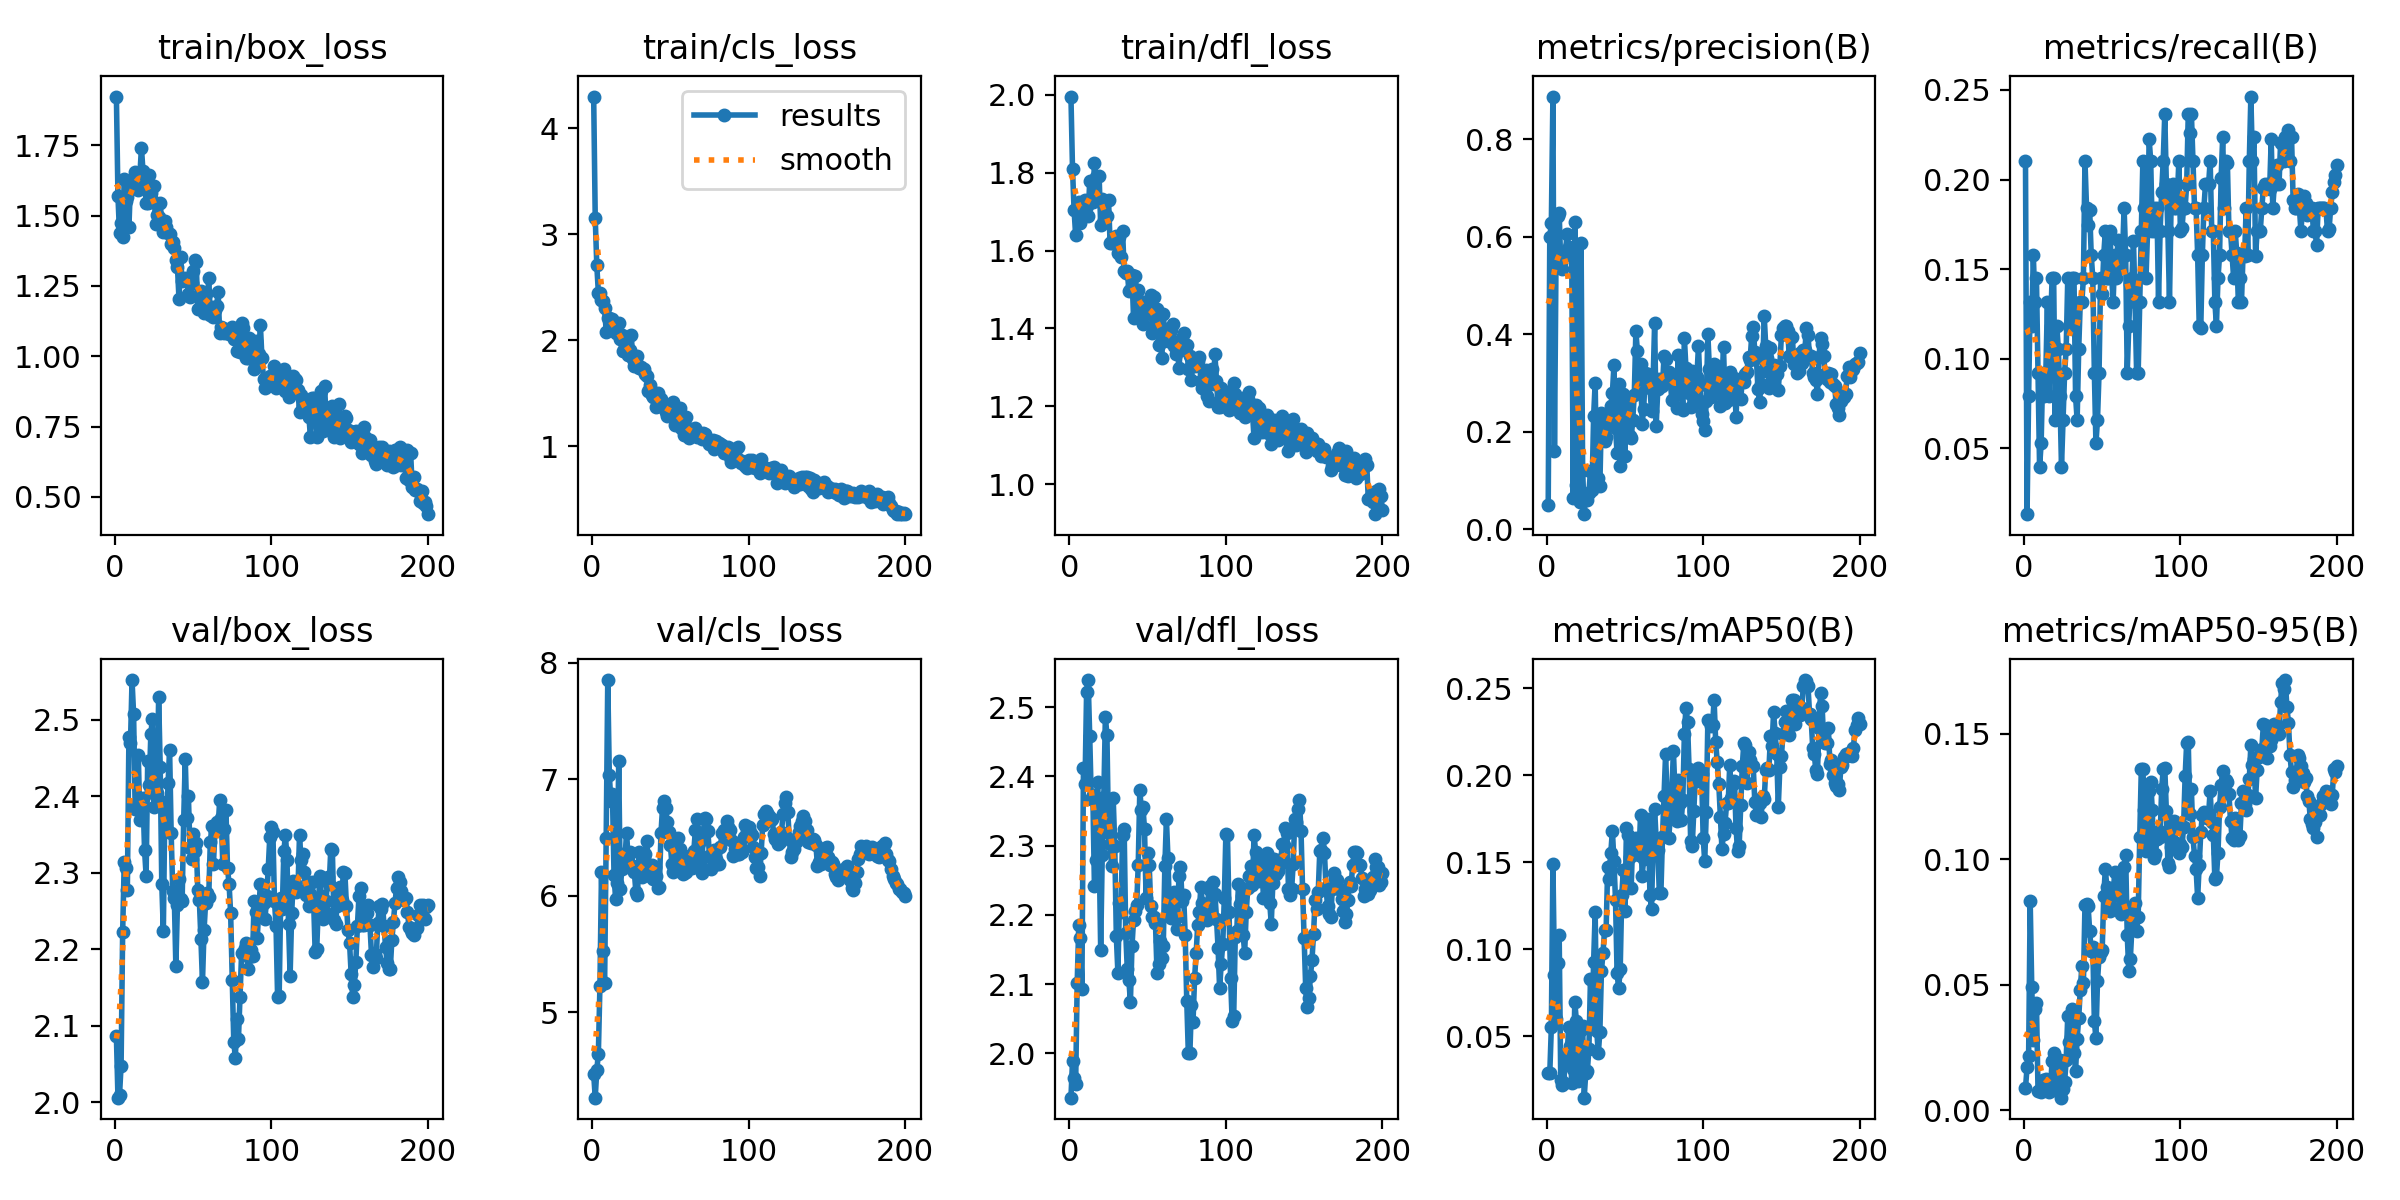 train/box_loss
1.75
1.50
1.25
1.00
0.75
0.50
0 100 200
train/cls_loss
results
smooth
4
3
2
1
0 100 200
train/dfl_loss
2.0
1.8
1.6
1.4
1.2
1.0
0 100 200
metrics/precision(B)
0.8
0.6
0.4
0.2
0.0
0 100 200
metrics/recall(B)
0.25
0.20
0.15
0.10
0.05
0 100 200
val/box_loss
2.5
2.4
2.3
2.2
2.1
2.0
0 100 200
val/cls_loss
8
7
6
5
0 100 200
val/dfl_loss
2.5
2.4
2.3
2.2
2.1
2.0
0 100 200
metrics/mAP50(B)
0.25
0.20
0.15
0.10
0.05
0 100 200
metrics/mAP50-95(B)
0.15
0.10
0.05
0.00
0 100 200